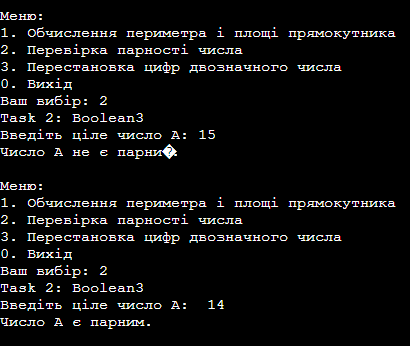 Меню:
1. Обчислення периметра і площі прямокутника
2. Перевірка парності числа
3. Перестановка цифр двозначного числа
0. Вихід
Ваш вибір: 2
Task 2: Boolean3
Введіть ціле число A: 15
Число A не є парни�.
Меню:
1. Обчислення периметра і площі прямокутника
2. Перевірка парності числа
3. Перестановка цифр двозначного числа
0. Вихід
Ваш вибір: 2
Task 2: Boolean3
Введіть ціле число A:  14
Число A є парним.